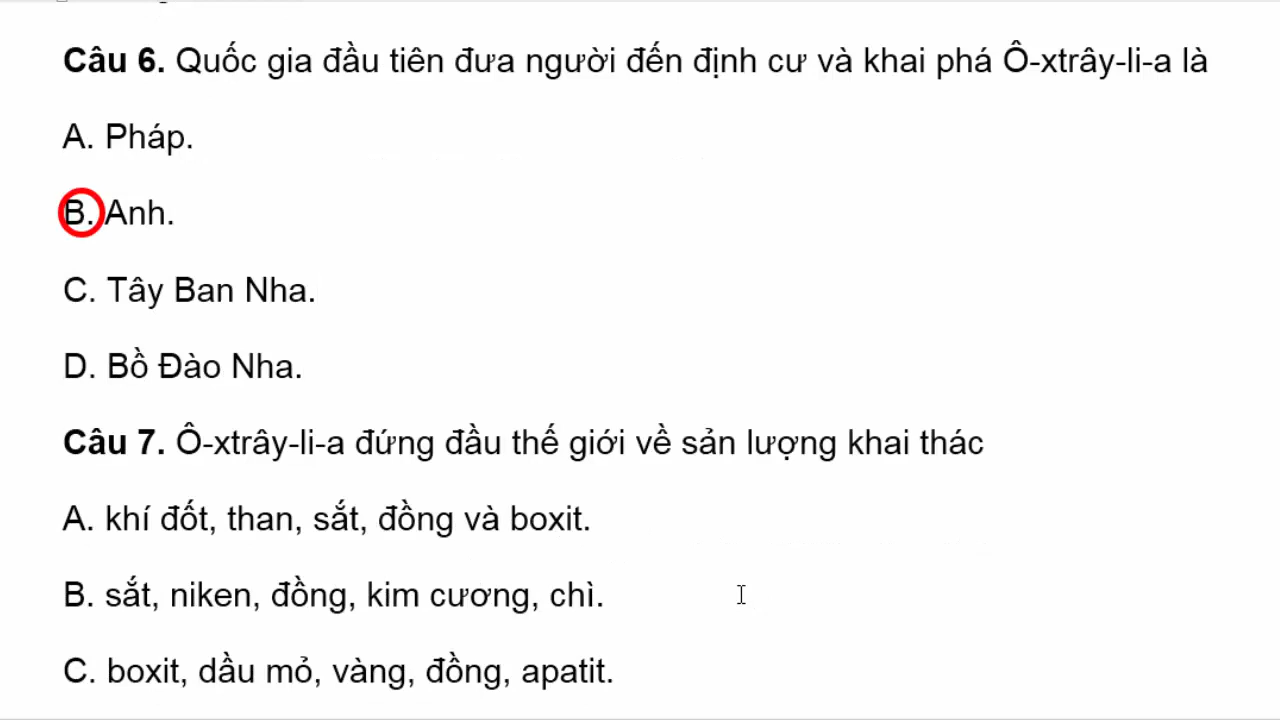 Câu 6. Quốc gia đầu tiên đưa người đến định cư và khai phá Ô-xtrây-li-a là
A. Pháp.
B. Anh.
C. Tây Ban Nha.
D. Bồ Đào Nha.
Câu 7. Ô-xtrây-li-a đứng đầu thế giới về sản lượng khai thác
A. khí đốt, than, sắt, đồng và boxit.
B. sắt, niken, đồng, kim cương, chì.
C. boxit, dầu mỏ, vàng, đồng, apatit.